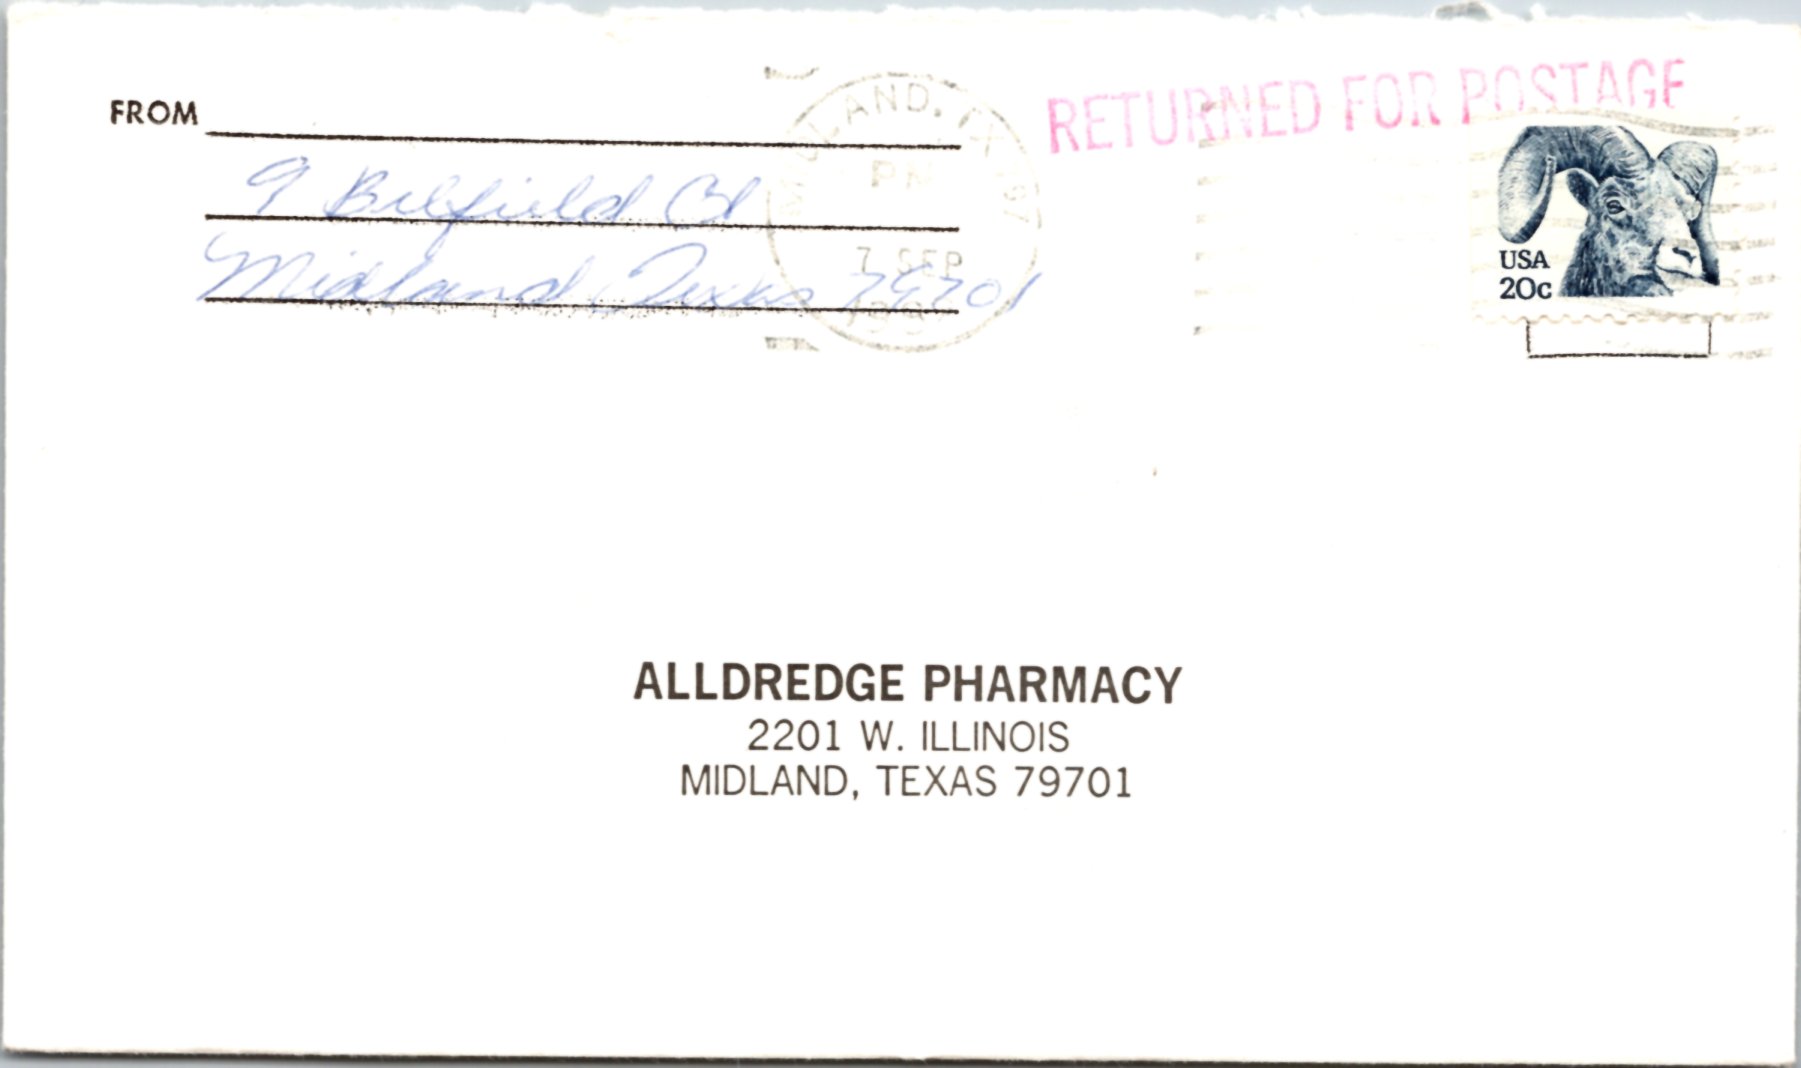 FROM
RETURNED FOR POSTAGE
9 Bilfield Ct
Midland, Texas 79701
MIDLAND, TX 797
PM
7 SEP
USA
20c
ALLDREDGE PHARMACY
2201 W. ILLINOIS
MIDLAND, TEXAS 79701